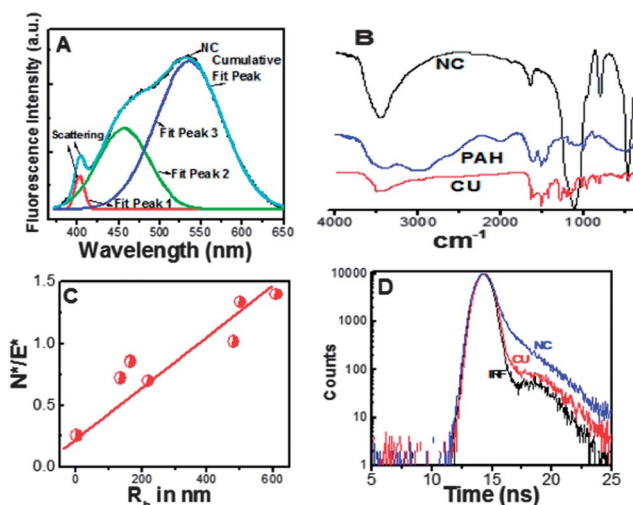 A
NC
Cumulative
Fit Peak
Scattering
Fit Peak 3
Fit Peak 2
Fit Peak 1
Fluorescence Intensity (a.u.)
400 450 500 550 600 650
Wavelength (nm)
B
NC
PAH
CU
4000 3000 2000 1000
cm⁻¹
C
N*/E*
1.5
1.0
0.5
0.0
0 200 400 600
R_h in nm
D
Counts
10000
1000
100
10
1
NC
CU
IRF
5 10 15 20 25
Time (ns)